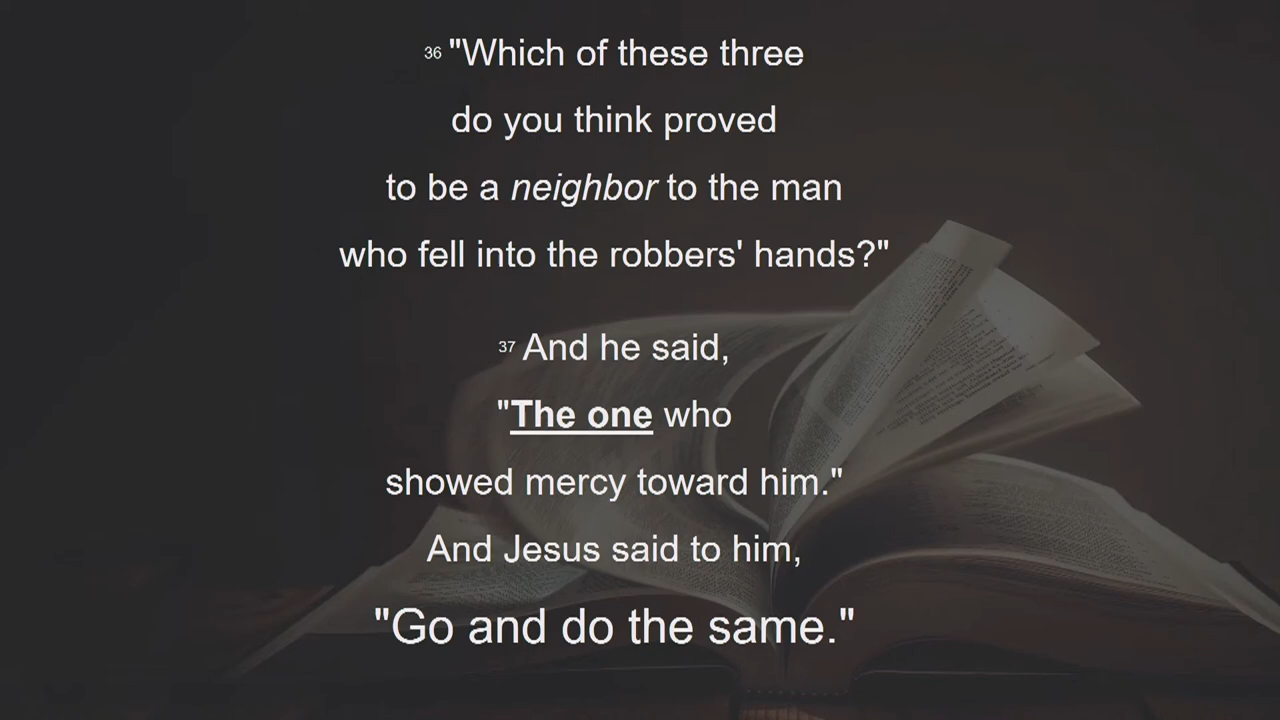 36 "Which of these three
do you think proved
to be a neighbor to the man
who fell into the robbers' hands?"
37 And he said,
"The one who
showed mercy toward him."
And Jesus said to him,
"Go and do the same."